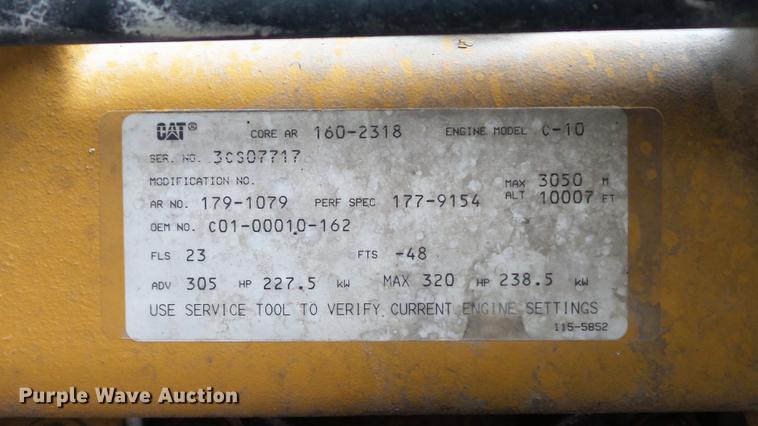 CAT® CORE AR 160-2318 ENGINE MODEL C-10
SER. NO. 3CS07717
MODIFICATION NO.
AR NO. 179-1079 PERF SPEC 177-9154 MAX ALT 3050 M 10007 FT
OEM NO. C01-00010-162
FLS 23 FTS -48
ADV 305 HP 227.5 kW MAX 320 HP 238.5 kW
USE SERVICE TOOL TO VERIFY CURRENT ENGINE SETTINGS
115-5852
Purple Wave Auction